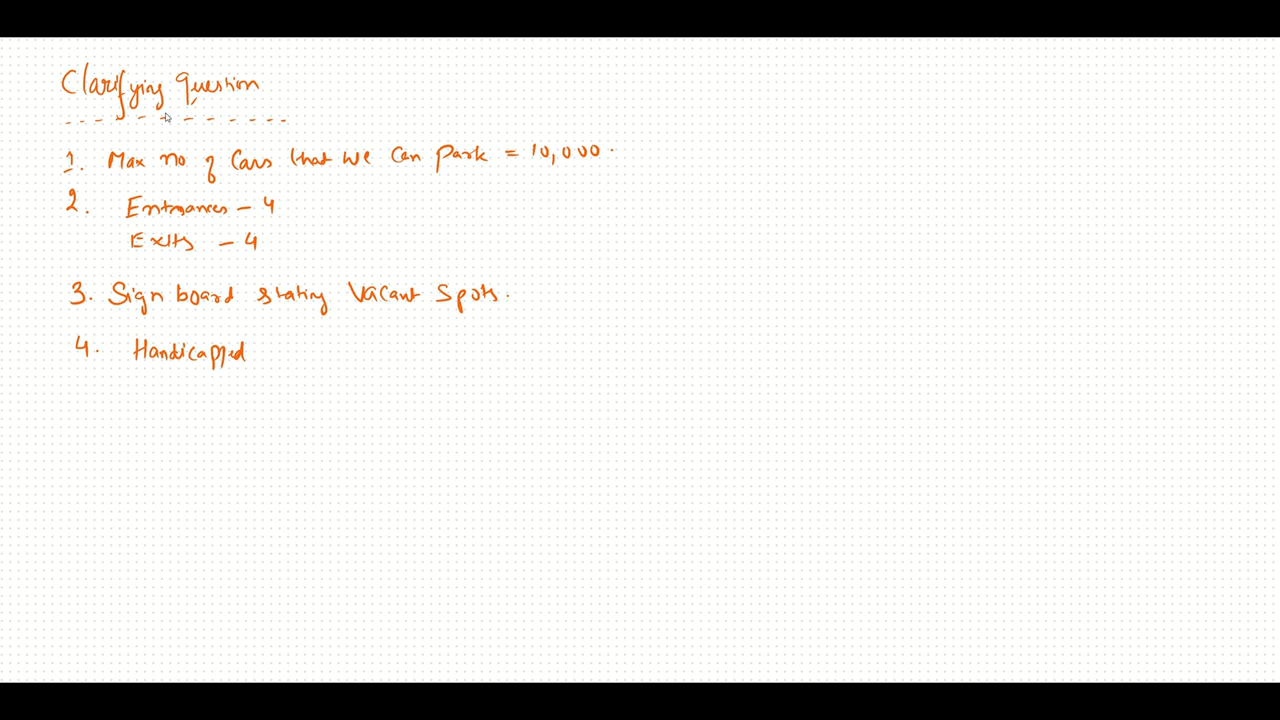 Clarifying Question
1. Max no of Cars that we Can park = 10,000.
2. Entrances - 4
Exits - 4
3. Sign board stating Vacant Spots.
4. Handicapped